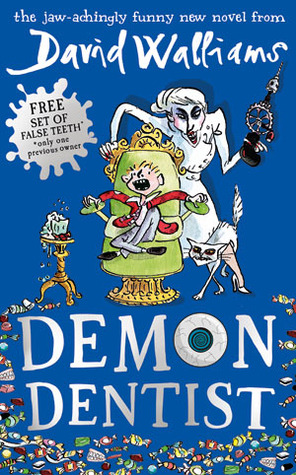 the jaw-achingly funny new novel from
David Walliams
FREE
SET OF
FALSE TEETH*
*only one
previous owner
DEMON
DENTIST